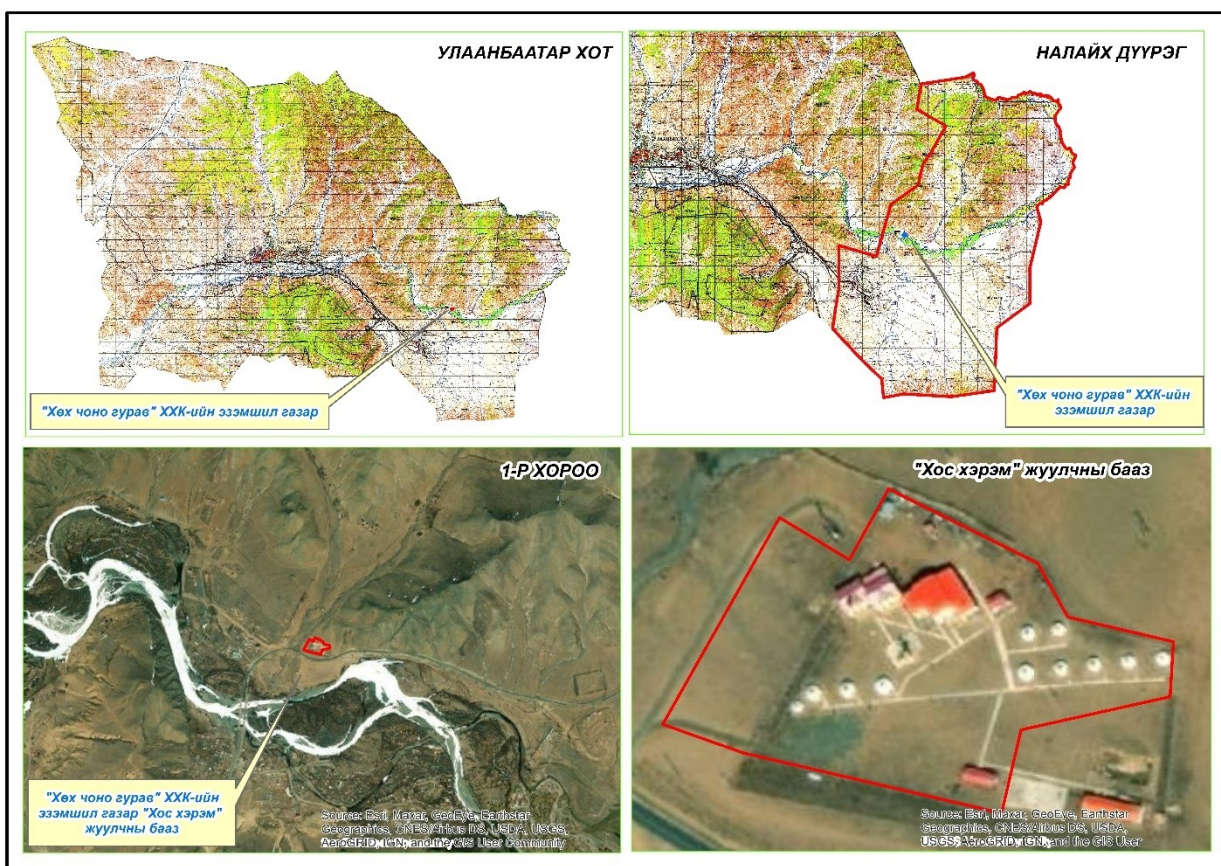 УЛААНБААТАР ХОТ
"Хөх чоно гурав" ХХК-ийн эзэмшил газар
НАЛАЙХ ДҮҮРЭГ
"Хөх чоно гурав" ХХК-ийн
эзэмшил газар
1-Р ХОРОО
"Хөх чоно гурав" ХХК-ийн
эзэмшил газар "Хос хэрэм"
жуулчны бааз
Source: Esri, Maxar, GeoEye, Earthstar
Geographics, CNES/Airbus DS, USDA, USGS,
AeroGRID, IGN, and the GIS User Community
"Хос хэрэм" жуулчны бааз
Source: Esri, Maxar, GeoEye, Earthstar
Geographics, CNES/Airbus DS, USDA,
USGS, AeroGRID, IGN, and the GIS User